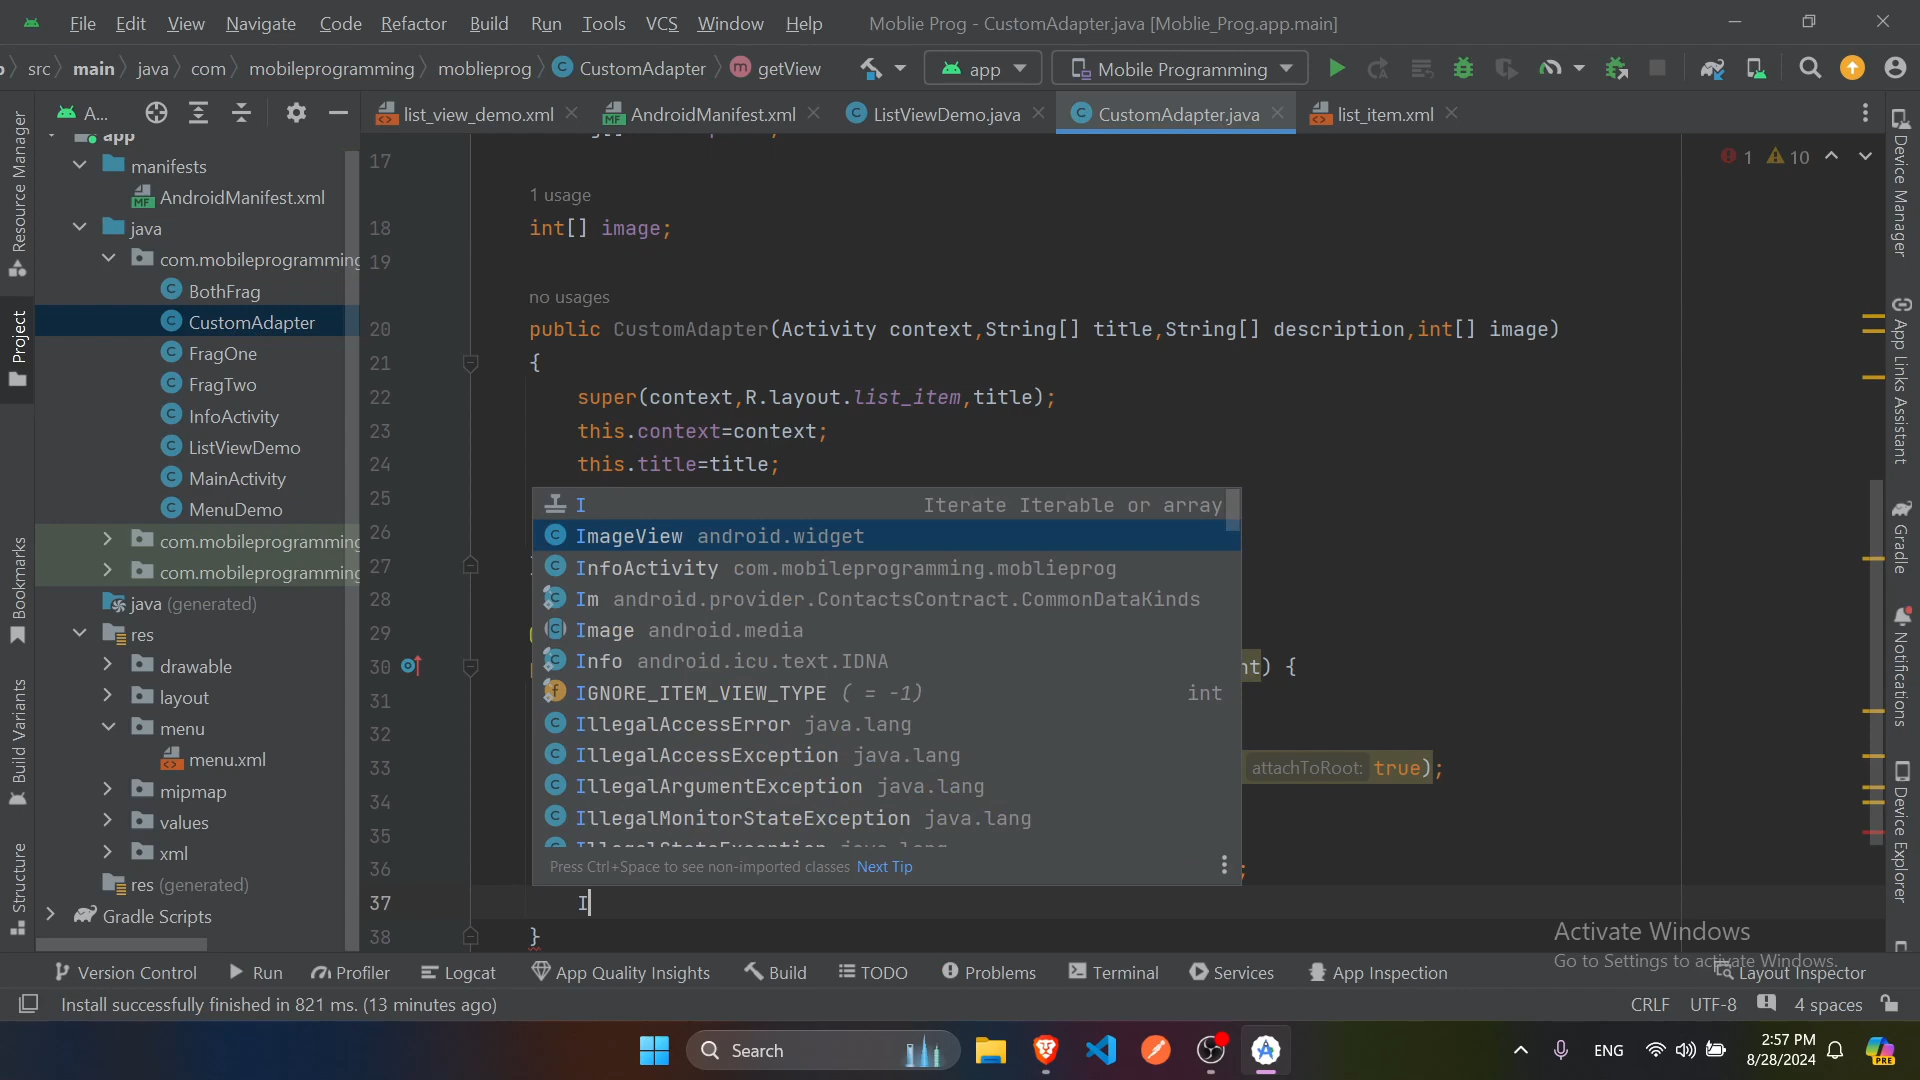 File Edit View Navigate Code Refactor Build Run Tools VCS Window Help Moblie Prog - CustomAdapter.java [Moblie_Prog.app.main]
src main java com mobileprogramming moblieprog CustomAdapter getView app Mobile Programming
A...
list_view_demo.xml AndroidManifest.xml ListViewDemo.java CustomAdapter.java list_item.xml
Resource Manager
Project
Bookmarks
Build Variants
Structure
app
manifests
AndroidManifest.xml
java
com.mobileprogramming
BothFrag
CustomAdapter
FragOne
FragTwo
InfoActivity
ListViewDemo
MainActivity
MenuDemo
com.mobileprogramming
com.mobileprogramming
java (generated)
res
drawable
layout
menu
menu.xml
mipmap
values
xml
res (generated)
Gradle Scripts
1 10
17
1 usage
18 int[] image;
19
no usages
20 public CustomAdapter(Activity context,String[] title,String[] description,int[] image)
21 {
22 super(context,R.layout.list_item,title);
23 this.context=context;
24 this.title=title;
25
26
27
28
29
30 nt) {
31
32
33 attachToRoot: true);
34
35
36 ;
37 I
38 }
I Iterate Iterable or array
ImageView android.widget
InfoActivity com.mobileprogramming.moblieprog
Im android.provider.ContactsContract.CommonDataKinds
Image android.media
Info android.icu.text.IDNA
IGNORE_ITEM_VIEW_TYPE ( = -1) int
IllegalAccessError java.lang
IllegalAccessException java.lang
IllegalArgumentException java.lang
IllegalMonitorStateException java.lang
Press Ctrl+Space to see non-imported classes Next Tip
Device Manager
App Links Assistant
Gradle
Notifications
Device Explorer
Activate Windows
Go to Settings to activate Windows.
Version Control Run Profiler Logcat App Quality Insights Build TODO Problems Terminal Services App Inspection Layout Inspector
Install successfully finished in 821 ms. (13 minutes ago) CRLF UTF-8 4 spaces
Search ENG 2:57 PM
8/28/2024
PRE